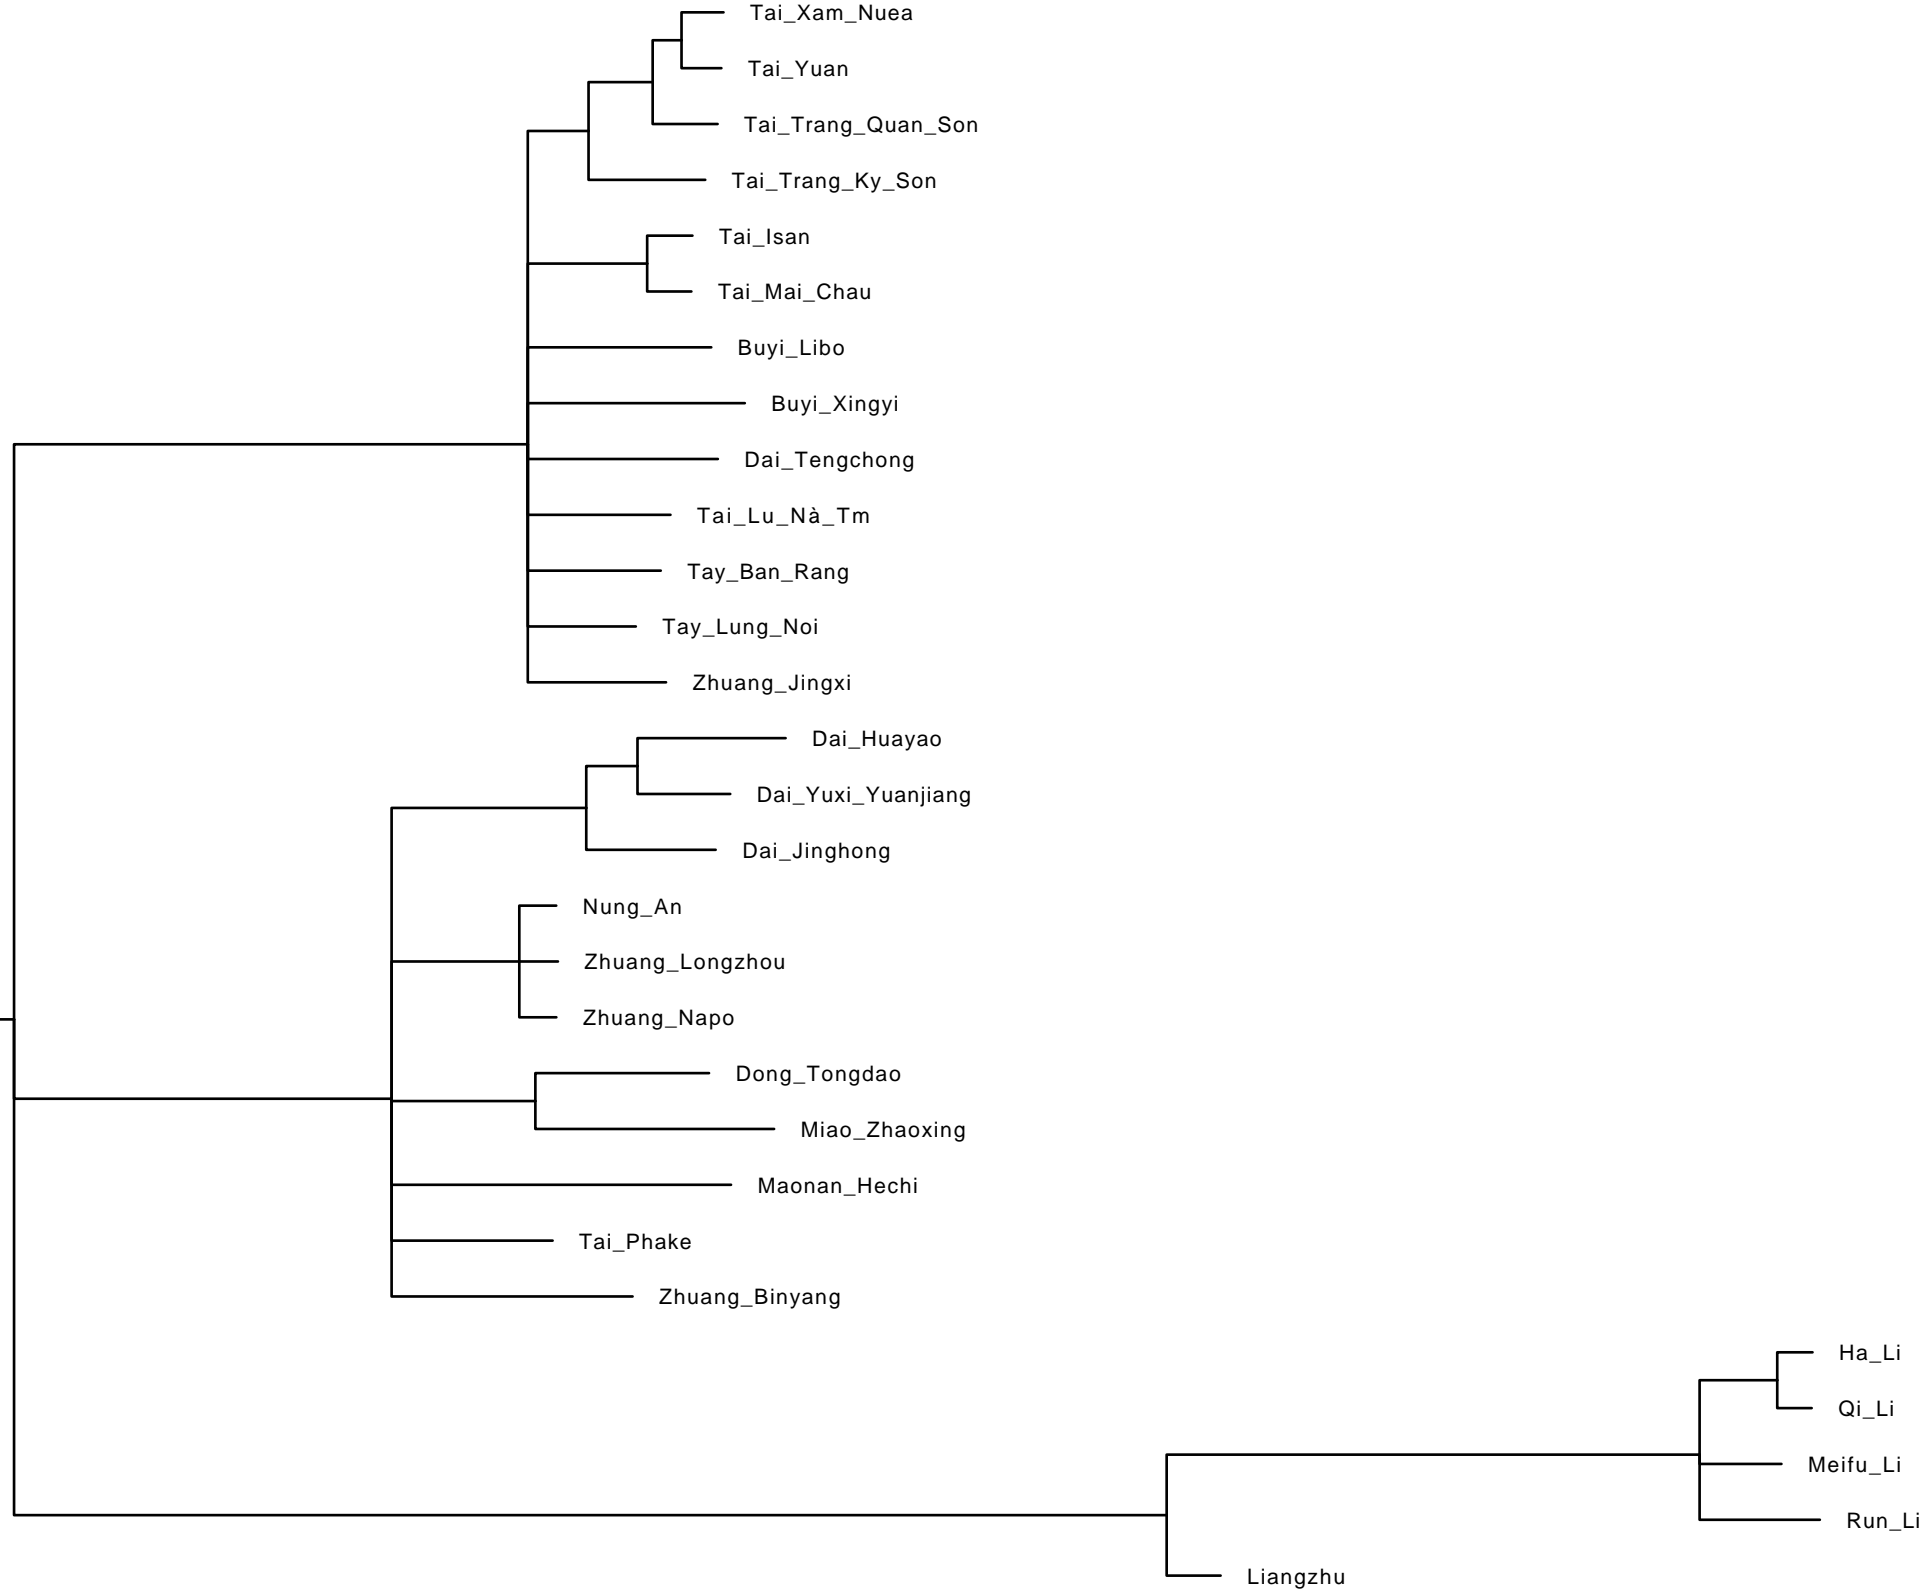 Tai_Xam_Nuea
Tai_Yuan
Tai_Trang_Quan_Son
Tai_Trang_Ky_Son
Tai_Isan
Tai_Mai_Chau
Buyi_Libo
Buyi_Xingyi
Dai_Tengchong
Tai_Lu_Nà_Tm
Tay_Ban_Rang
Tay_Lung_Noi
Zhuang_Jingxi
Dai_Huayao
Dai_Yuxi_Yuanjiang
Dai_Jinghong
Nung_An
Zhuang_Longzhou
Zhuang_Napo
Dong_Tongdao
Miao_Zhaoxing
Maonan_Hechi
Tai_Phake
Zhuang_Binyang
Ha_Li
Qi_Li
Meifu_Li
Run_Li
Liangzhu